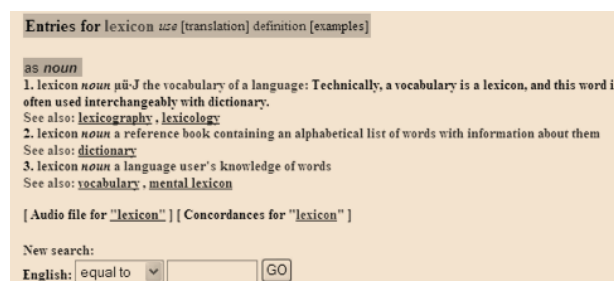 Entries for lexicon use [translation] definition [examples]
as noun
1. lexicon noun μü-J the vocabulary of a language: Technically, a vocabulary is a lexicon, and this word i
often used interchangeably with dictionary.
See also: lexicography , lexicology
2. lexicon noun a reference book containing an alphabetical list of words with information about them
See also: dictionary
3. lexicon noun a language user's knowledge of words
See also: vocabulary , mental lexicon
[ Audio file for "lexicon" ] [ Concordances for "lexicon" ]
New search:
English: equal to GO